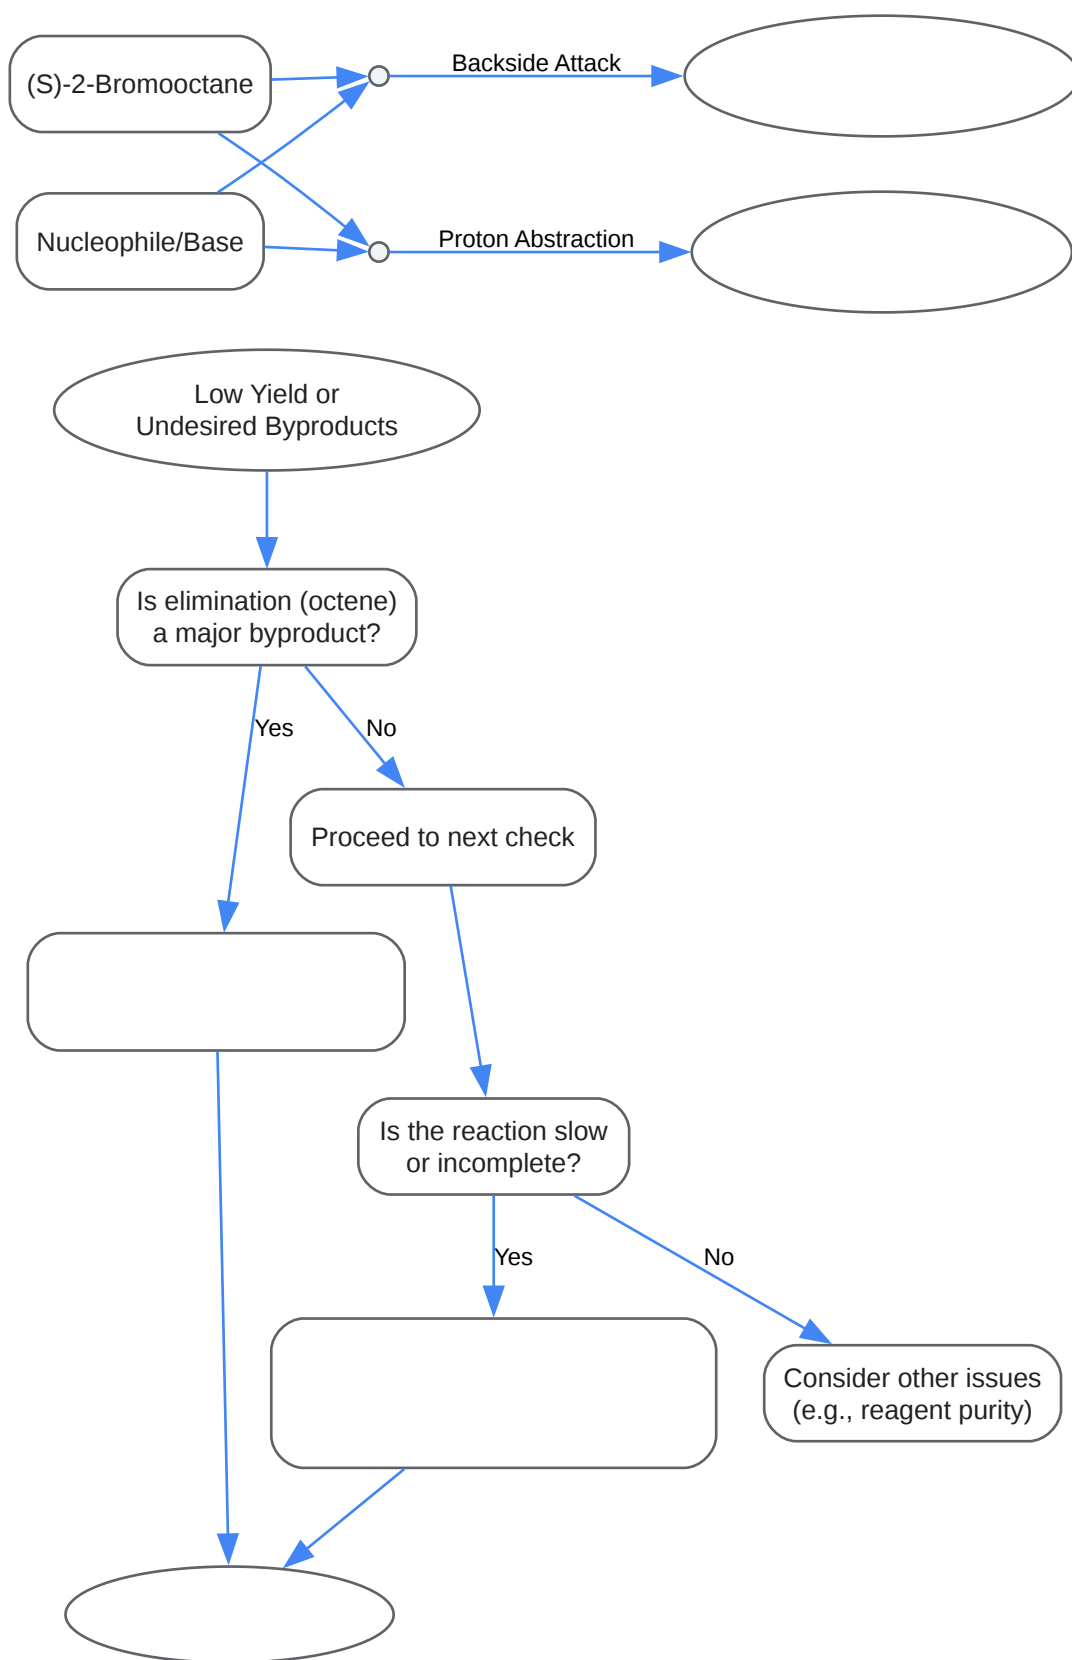 (S)-2-Bromooctane
Backside Attack
Nucleophile/Base
Proton Abstraction
Low Yield or
Undesired Byproducts
Is elimination (octene)
a major byproduct?
Yes
No
Proceed to next check
Is the reaction slow
or incomplete?
Yes
No
Consider other issues
(e.g., reagent purity)